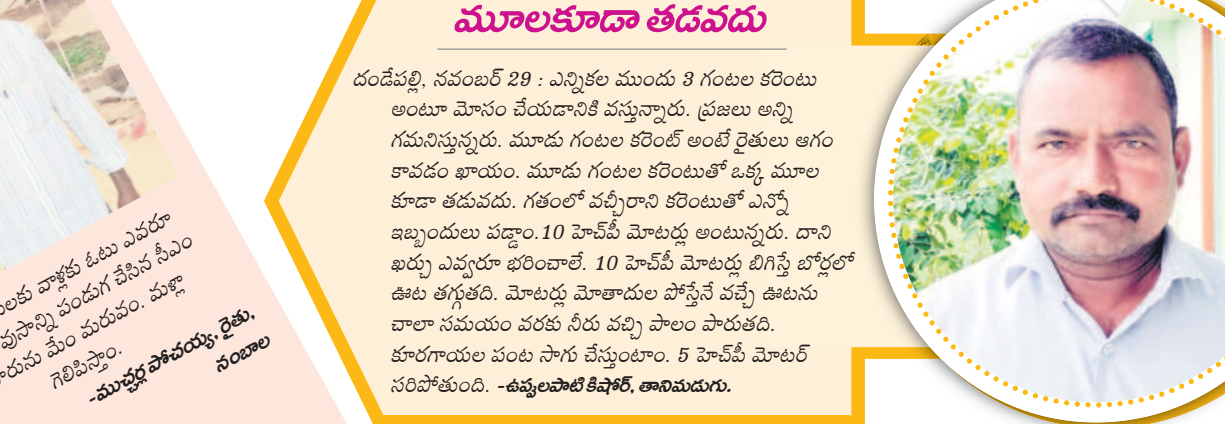 మూలకూడా తడవదు
దండేపల్లి, నవంబర్ 29 : ఎన్నికల ముందు 3 గంటల కరెంటు
అంటూ మోసం చేయడానికి వస్తున్నారు. ప్రజలు అన్ని
గమనిస్తున్నరు. మూడు గంటల కరెంట్ అంటే రైతులు ఆగం
కావడం ఖాయం. మూడు గంటల కరెంటుతో ఒక్క మూల
కూడా తడువదు. గతంలో వచ్చీరాని కరెంటుతో ఎన్నో
ఇబ్బందులు పడ్డాం.10 హెచ్‌పీ మోటర్లు అంటున్నరు. దాని
ఖర్చు ఎవ్వరూ భరించాలే. 10 హెచ్‌పీ మోటర్లు బిగిస్తే బోర్లలో
ఊట తగ్గుతది. మోటర్లు మోతాదుల పోస్తేనే వచ్చే ఊటను
చాలా సమయం వరకు నీరు వచ్చి పొలం పారుతది.
కూరగాయల పంట సాగు చేస్తుంటాం. 5 హెచ్‌పీ మోటర్
సరిపోతుంది. -ఉప్పలపాటి కిషోర్, తానిమడుగు.
వాళ్లకు ఓటు ఎవరూ
పండుగ చేసిన సీఎం
మేం మరువం. మళ్లా
గెలిపిస్తాం.
-ముచ్చర్ల పోచయ్య, రైతు,
నంబాల